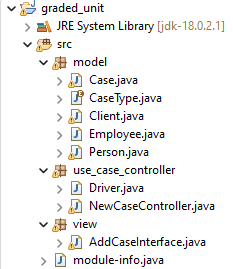 graded_unit
JRE System Library [jdk-18.0.2.1]
src
model
Case.java
CaseType.java
Client.java
Employee.java
Person.java
use_case_controller
Driver.java
NewCaseController.java
view
AddCaseInterface.java
module-info.java